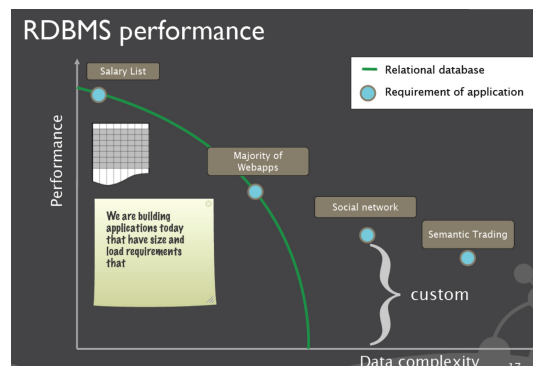 RDBMS performance
Salary List
Relational database
Requirement of application
Majority of
Webapps
Performance
We are building
applications today
that have size and
load requirements
that
Social network
Semantic Trading
custom
Data complexity
17